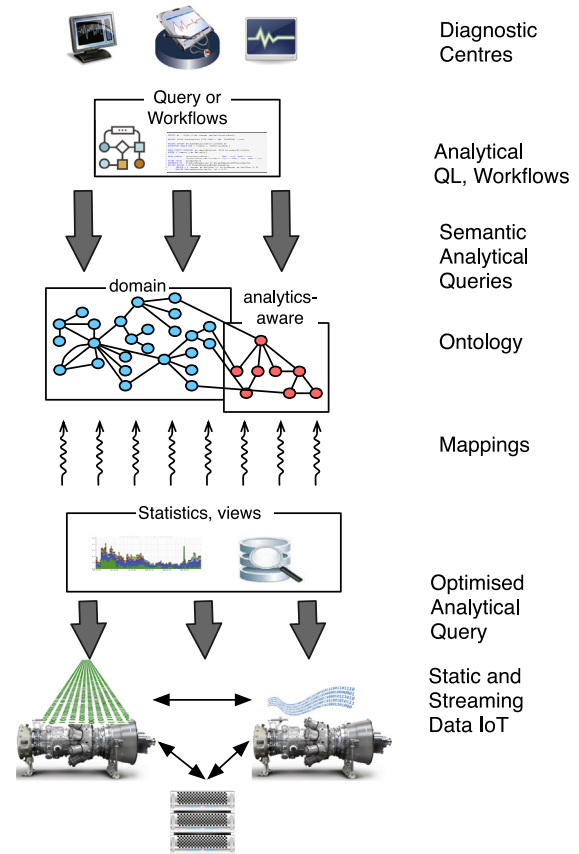 Diagnostic
Centres
Query or
Workflows
Analytical
QL, Workflows
Semantic
Analytical
Queries
domain
analytics-
aware
Ontology
Mappings
Statistics, views
Optimised
Analytical
Query
Static and
Streaming
Data IoT